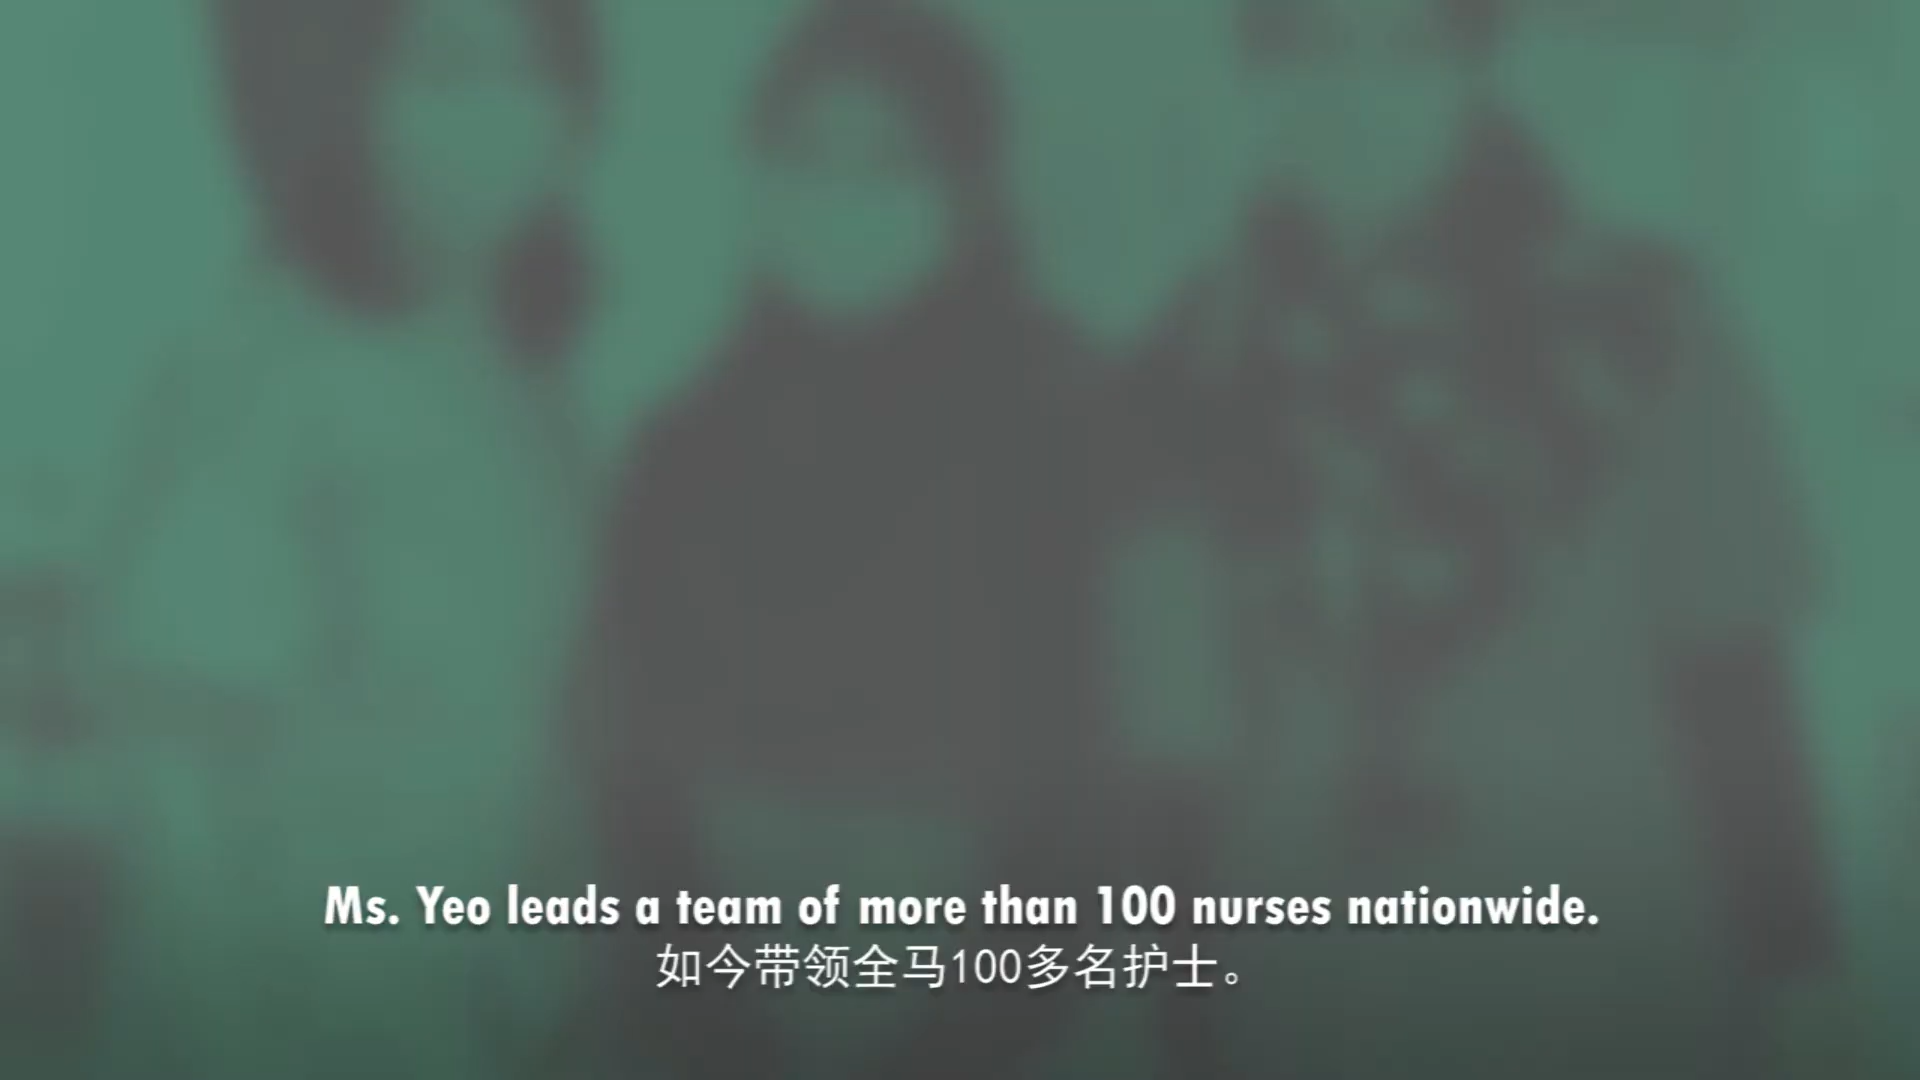 Ms. Yeo leads a team of more than 100 nurses nationwide.
如今带领全马100多名护士。